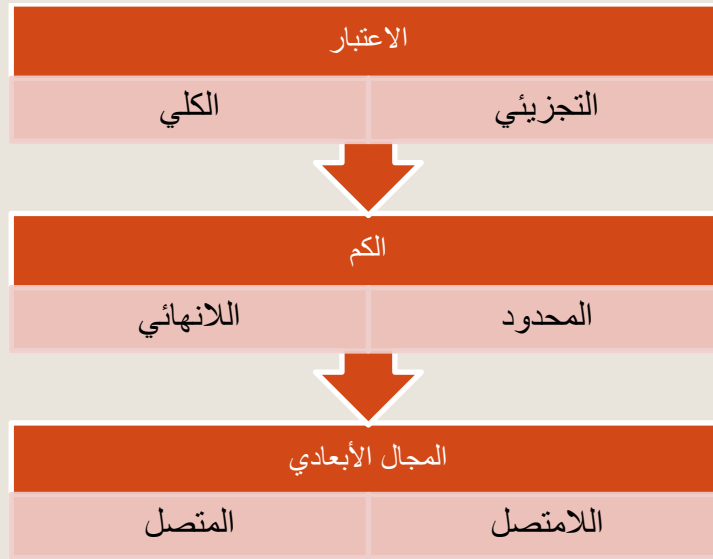 الاعتبار
التجزيئي
الكلي
الكم
المحدود
اللانهائي
المجال الأبعادي
اللامتصل
المتصل